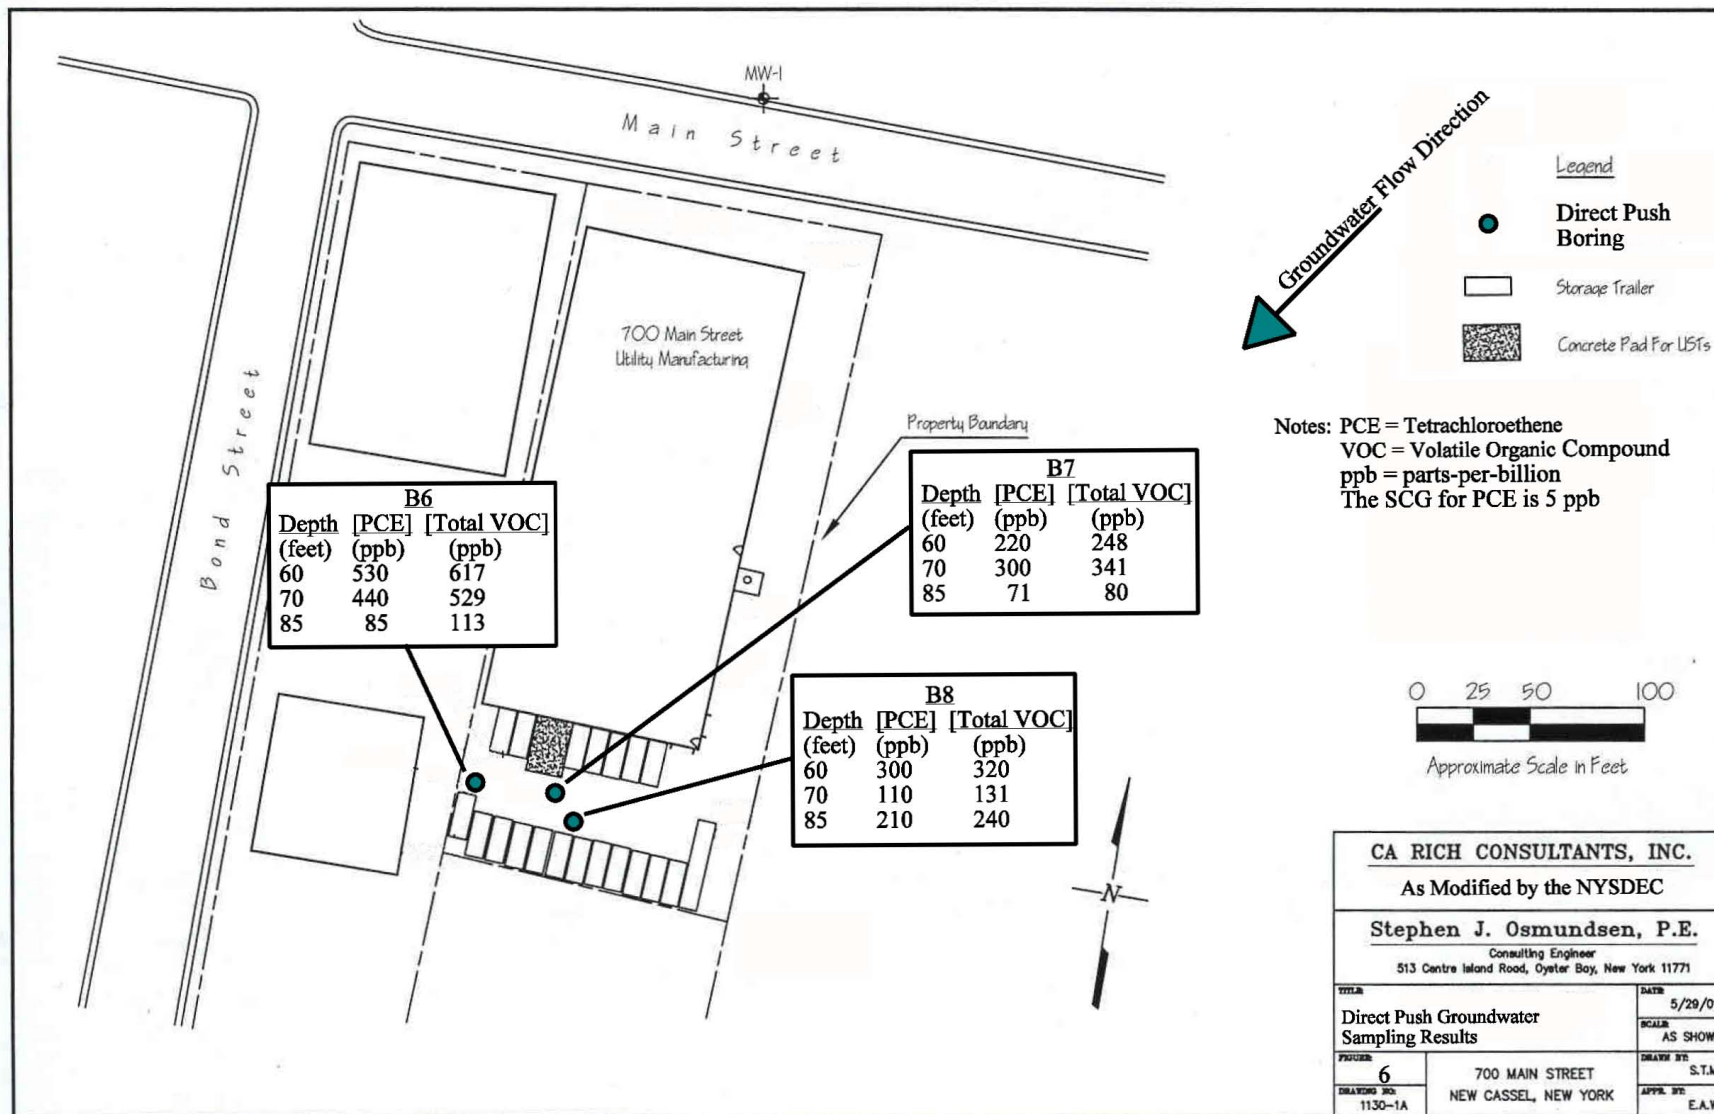 MW-1
Main Street
Groundwater Flow Direction
Legend
Direct Push
Boring
Storage Trailer
Concrete Pad For USTs
700 Main Street
Utility Manufacturing
Bond Street
Property Boundary
Notes: PCE = Tetrachloroethene
VOC = Volatile Organic Compound
ppb = parts-per-billion
The SCG for PCE is 5 ppb
B6
Depth [PCE] [Total VOC]
(feet) (ppb) (ppb)
60 530 617
70 440 529
85 85 113
B7
Depth [PCE] [Total VOC]
(feet) (ppb) (ppb)
60 220 248
70 300 341
85 71 80
B8
Depth [PCE] [Total VOC]
(feet) (ppb) (ppb)
60 300 320
70 110 131
85 210 240
0 25 50 100
Approximate Scale in Feet
N
CA RICH CONSULTANTS, INC.
As Modified by the NYSDEC
Stephen J. Osmundsen, P.E.
Consulting Engineer
513 Centre Island Road, Oyster Bay, New York 11771
TITLE:
Direct Push Groundwater
Sampling Results
DATE:
5/29/0
SCALE:
AS SHOW
FIGURE:
6
DRAWING NO:
1130-1A
700 MAIN STREET
NEW CASSEL, NEW YORK
DRAWN BY:
S.T.M
APPR. BY:
E.A.W